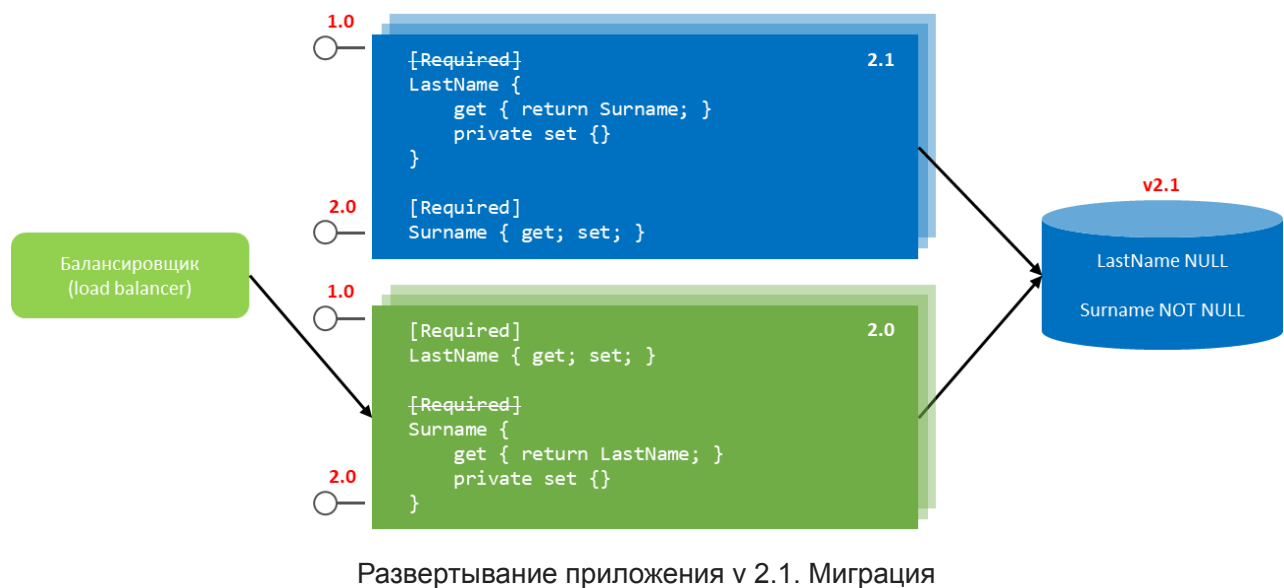 1.0
[Required]
2.1
LastName {
get { return Surname; }
private set {}
}
2.0
[Required]
Surname { get; set; }
Балансировщик
(load balancer)
1.0
[Required]
2.0
LastName { get; set; }
[Required]
Surname {
get { return LastName; }
private set {}
2.0
}
v2.1
LastName NULL
Surname NOT NULL
Развертывание приложения v 2.1. Миграция